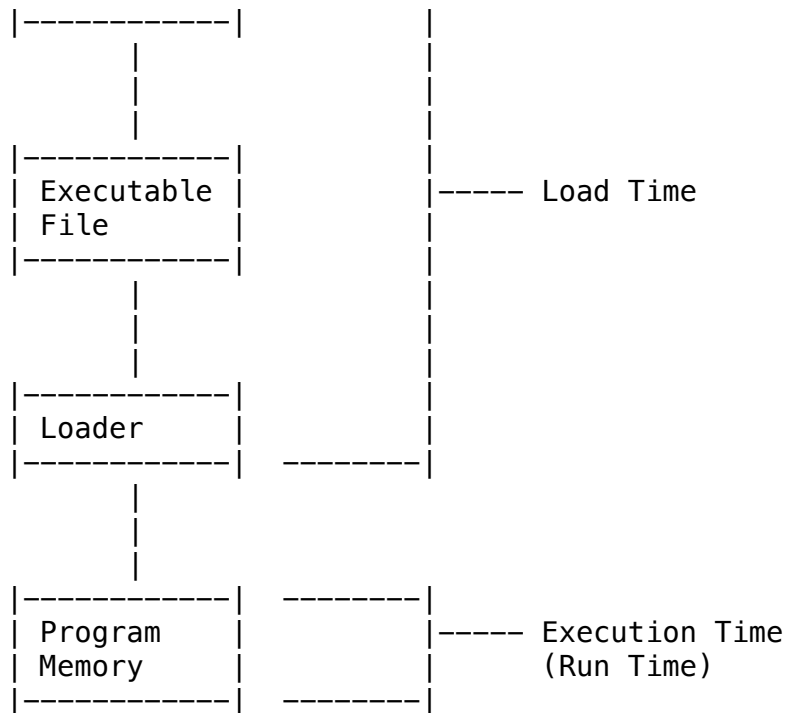 Executable
File
Load Time
Loader
Program
Memory
Execution Time
(Run Time)